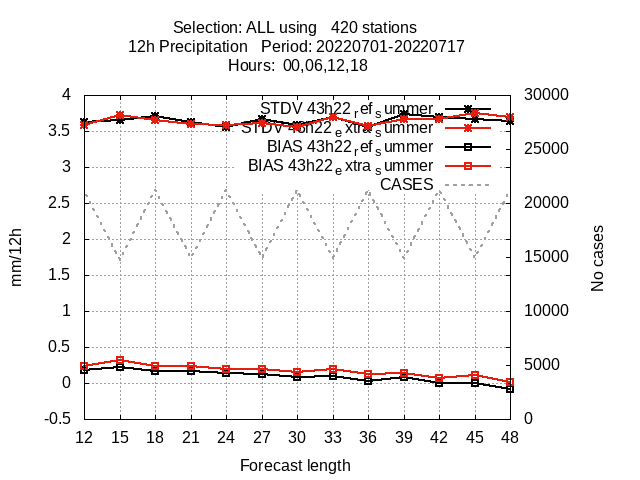 Selection: ALL using   420 stations
12h Precipitation   Period: 20220701-20220717
Hours:  00,06,12,18
4
3.5
3
2.5
2
1.5
1
0.5
0
-0.5
30000
25000
20000
15000
10000
5000
0
STDV 43h22_ref_summer
STDV 43h22_extra_summer
BIAS 43h22_ref_summer
BIAS 43h22_extra_summer
CASES
mm/12h
No cases
12 15 18 21 24 27 30 33 36 39 42 45 48
Forecast length